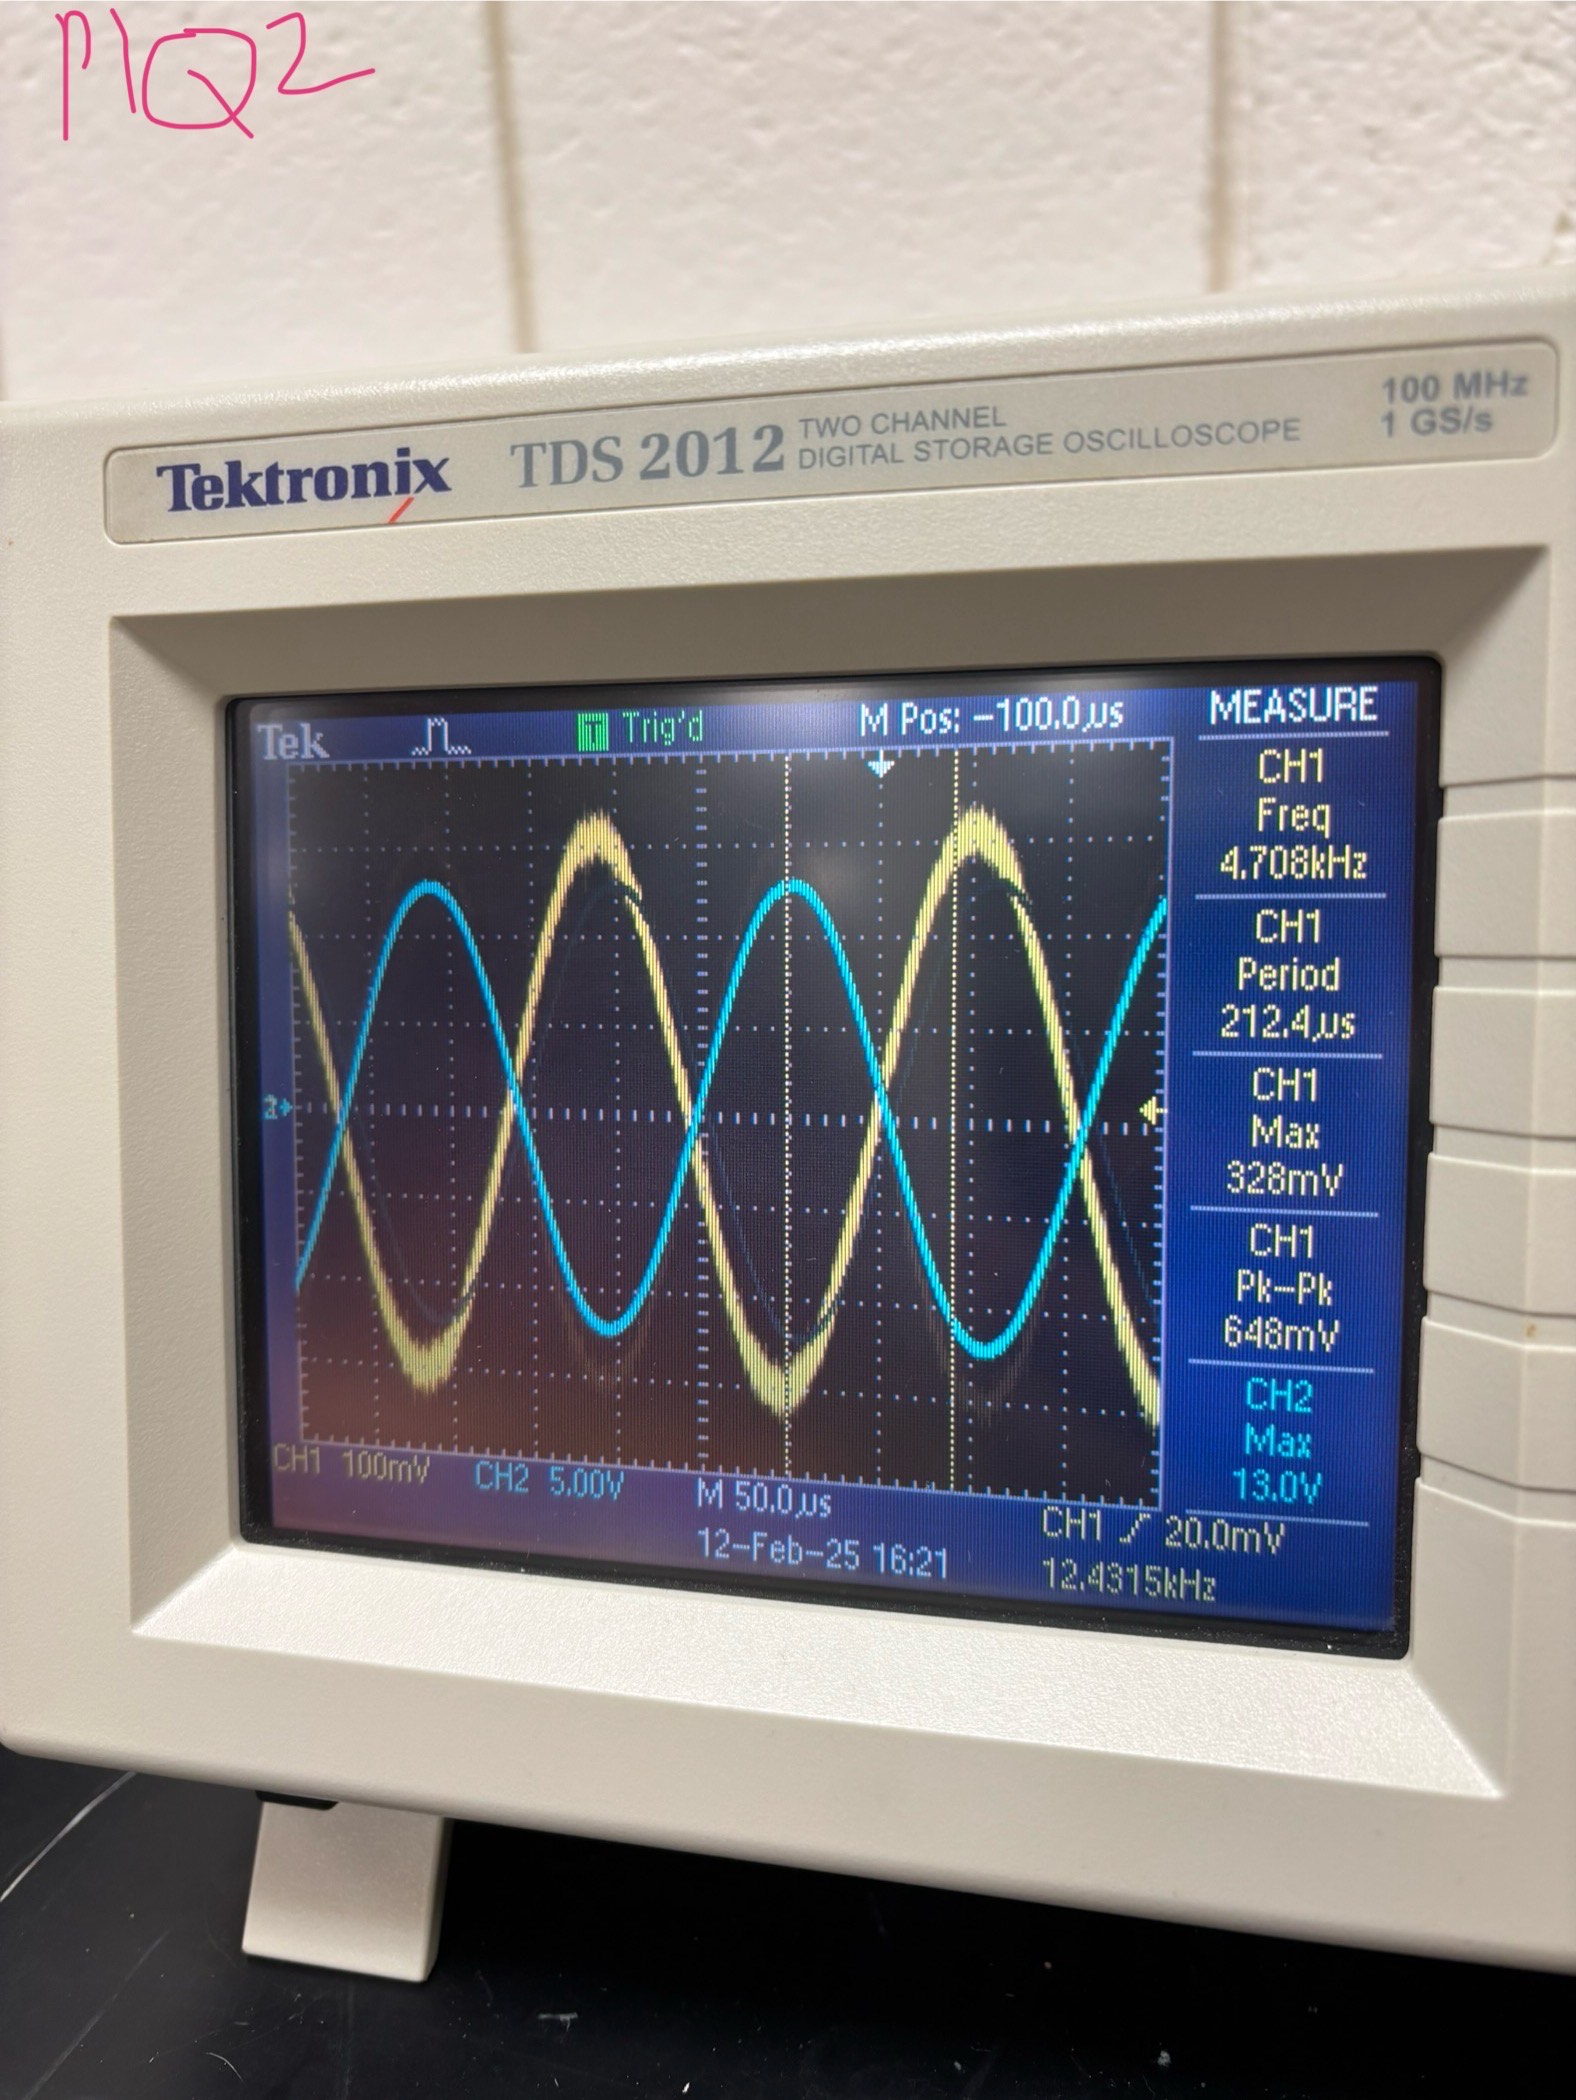 P1Q2
Tektronix TDS 2012 TWO CHANNEL
DIGITAL STORAGE OSCILLOSCOPE
100 MHz
1 GS/s
Tek T Trig'd M Pos: -100.0µs MEASURE
CH1
Freq
4.708kHz
CH1
Period
212.4µs
CH1
Max
328mV
CH1
Pk-Pk
648mV
CH2
Max
13.0V
CH1 100mV CH2 5.00V M 50.0µs CH1 / 20.0mV
12-Feb-25 16:21 12.4315kHz